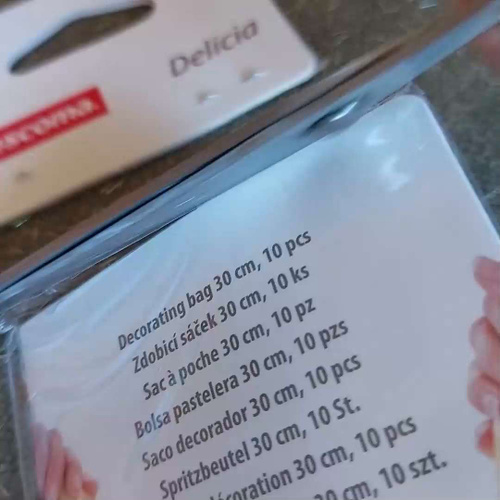 Delícia
Decorating bag 30 cm, 10 pcs
Zdobicí sáček 30 cm, 10 ks
Sac à poche 30 cm, 10 pz
Bolsa pastelera 30 cm, 10 pzs
Saco decorador 30 cm, 10 pcs
Spritzbeutel 30 cm, 10 St.
décoration 30 cm, 10 pcs
cm, 10 szt.